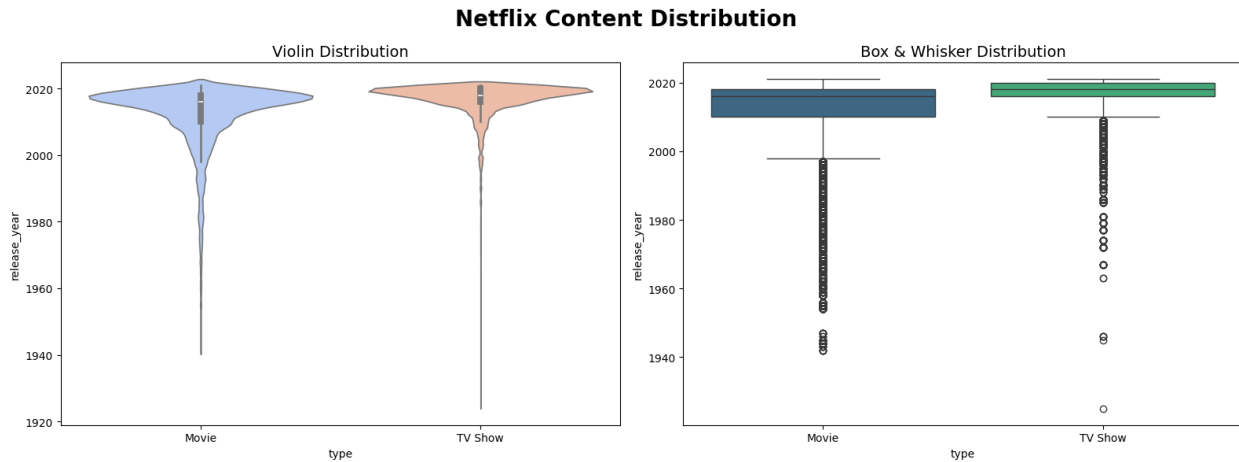 Netflix Content Distribution
Violin Distribution
2020
2000
1980
1960
1940
1920
release_year
Movie
TV Show
type
Box & Whisker Distribution
2020
2000
1980
1960
1940
release_year
Movie
TV Show
type